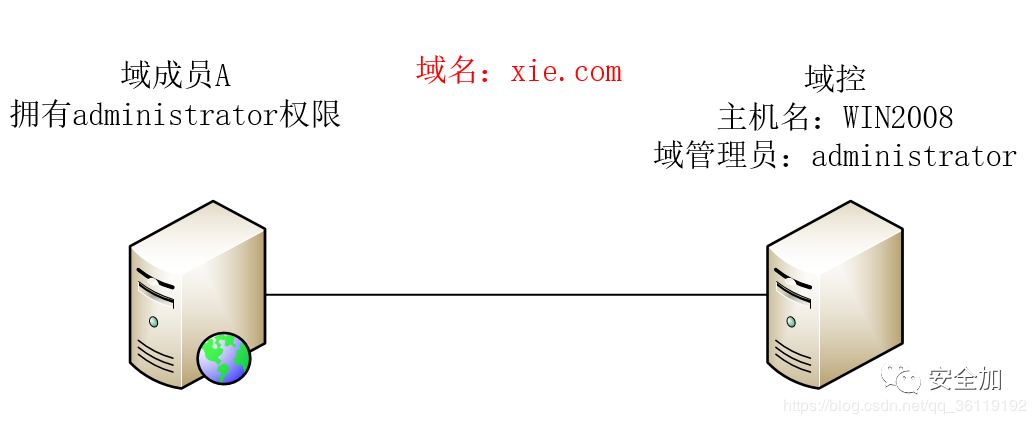 域成员A
拥有administrator权限
域名：xie.com
域控
主机名：WIN2008
域管理员：administrator
安全加
https://blog.csdn.net/qq_36119192